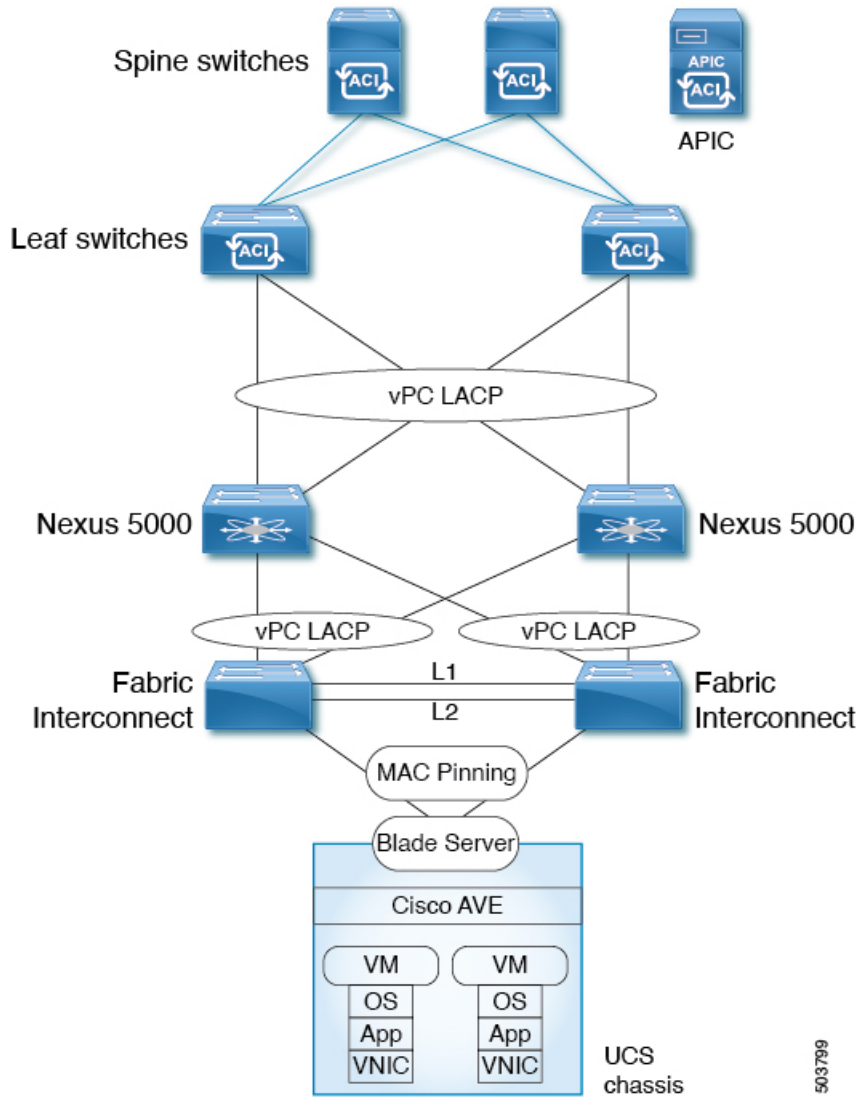 Spine switches
ACI
ACI
APIC
ACI
APIC
Leaf switches
ACI
ACI
vPC LACP
Nexus 5000
Nexus 5000
vPC LACP
vPC LACP
Fabric
Interconnect
L1
L2
Fabric
Interconnect
MAC Pinning
Blade Server
Cisco AVE
VM
VM
OS
OS
App
App
VNIC
VNIC
UCS
chassis
503799